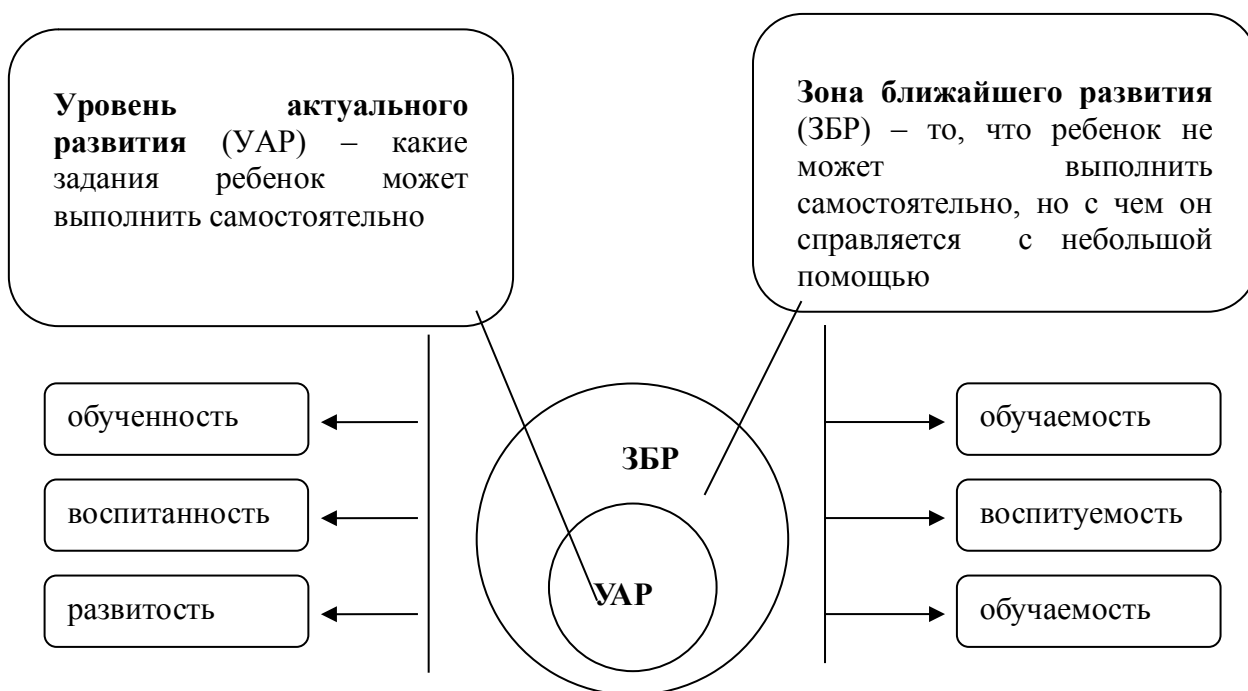 Уровень актуального
развития (УАР) – какие
задания ребенок может
выполнить самостоятельно
Зона ближайшего развития
(ЗБР) – то, что ребенок не
может выполнить
самостоятельно, но с чем он
справляется с небольшой
помощью
обученность
воспитанность
развитость
ЗБР
УАР
обучаемость
воспитуемость
обучаемость